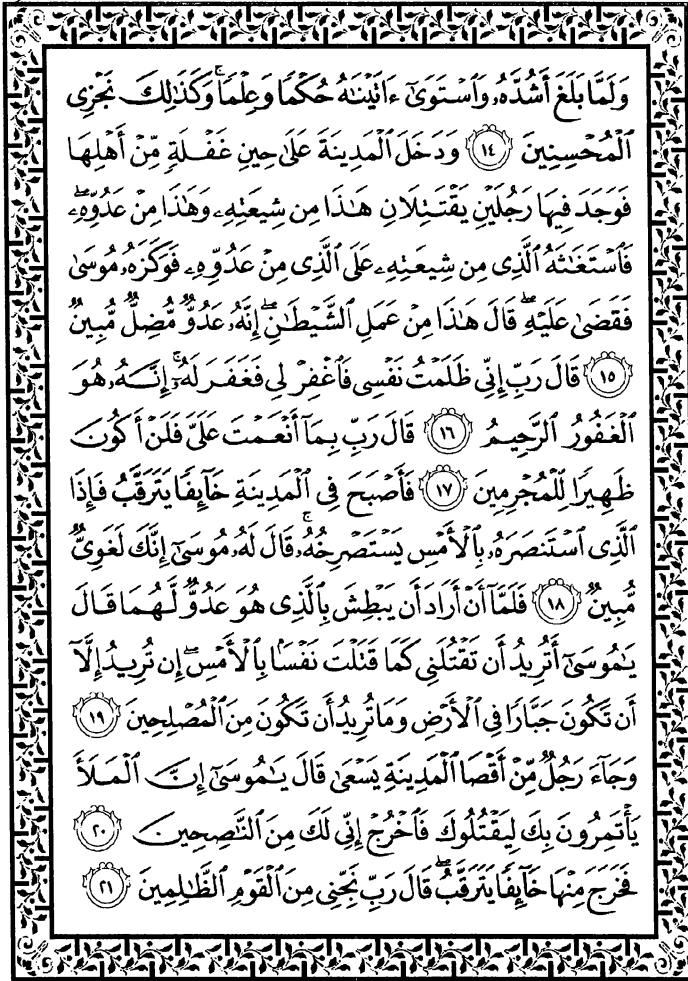 وَلَمَّا بَلَغَ أَشُدَّهُۥ وَٱسْتَوَىٰٓ ءَاتَيْنَٰهُ حُكْمًا وَعِلْمًا ۚ وَكَذَٰلِكَ نَجْزِى
ٱلْمُحْسِنِينَ ١٤ وَدَخَلَ ٱلْمَدِينَةَ عَلَىٰ حِينِ غَفْلَةٍ مِّنْ أَهْلِهَا
فَوَجَدَ فِيهَا رَجُلَيْنِ يَقْتَتِلَانِ هَٰذَا مِن شِيعَتِهِۦ وَهَٰذَا مِنْ عَدُوِّهِۦ ۖ
فَٱسْتَغَٰثَهُ ٱلَّذِى مِن شِيعَتِهِۦ عَلَى ٱلَّذِى مِنْ عَدُوِّهِۦ فَوَكَزَهُۥ مُوسَىٰ
فَقَضَىٰ عَلَيْهِ ۖ قَالَ هَٰذَا مِنْ عَمَلِ ٱلشَّيْطَٰنِ ۖ إِنَّهُۥ عَدُوٌّ مُّضِلٌّ مُّبِينٌ
١٥ قَالَ رَبِّ إِنِّى ظَلَمْتُ نَفْسِى فَٱغْفِرْ لِى فَغَفَرَ لَهُۥٓ ۚ إِنَّهُۥ هُوَ
ٱلْغَفُورُ ٱلرَّحِيمُ ١٦ قَالَ رَبِّ بِمَآ أَنْعَمْتَ عَلَىَّ فَلَنْ أَكُونَ
ظَهِيرًا لِّلْمُجْرِمِينَ ١٧ فَأَصْبَحَ فِى ٱلْمَدِينَةِ خَآئِفًا يَتَرَقَّبُ فَإِذَا
ٱلَّذِى ٱسْتَنصَرَهُۥ بِٱلْأَمْسِ يَسْتَصْرِخُهُۥ ۚ قَالَ لَهُۥ مُوسَىٰٓ إِنَّكَ لَغَوِىٌّ
مُّبِينٌ ١٨ فَلَمَّآ أَنْ أَرَادَ أَن يَبْطِشَ بِٱلَّذِى هُوَ عَدُوٌّ لَّهُمَا قَالَ
يَٰمُوسَىٰٓ أَتُرِيدُ أَن تَقْتُلَنِى كَمَا قَتَلْتَ نَفْسًۢا بِٱلْأَمْسِ ۖ إِن تُرِيدُ إِلَّآ
أَن تَكُونَ جَبَّارًا فِى ٱلْأَرْضِ وَمَا تُرِيدُ أَن تَكُونَ مِنَ ٱلْمُصْلِحِينَ ١٩
وَجَآءَ رَجُلٌ مِّنْ أَقْصَا ٱلْمَدِينَةِ يَسْعَىٰ قَالَ يَٰمُوسَىٰٓ إِنَّ ٱلْمَلَأَ
يَأْتَمِرُونَ بِكَ لِيَقْتُلُوكَ فَٱخْرُجْ إِنِّى لَكَ مِنَ ٱلنَّٰصِحِينَ ٢٠
فَخَرَجَ مِنْهَا خَآئِفًا يَتَرَقَّبُ ۖ قَالَ رَبِّ نَجِّنِى مِنَ ٱلْقَوْمِ ٱلظَّٰلِمِينَ ٢١